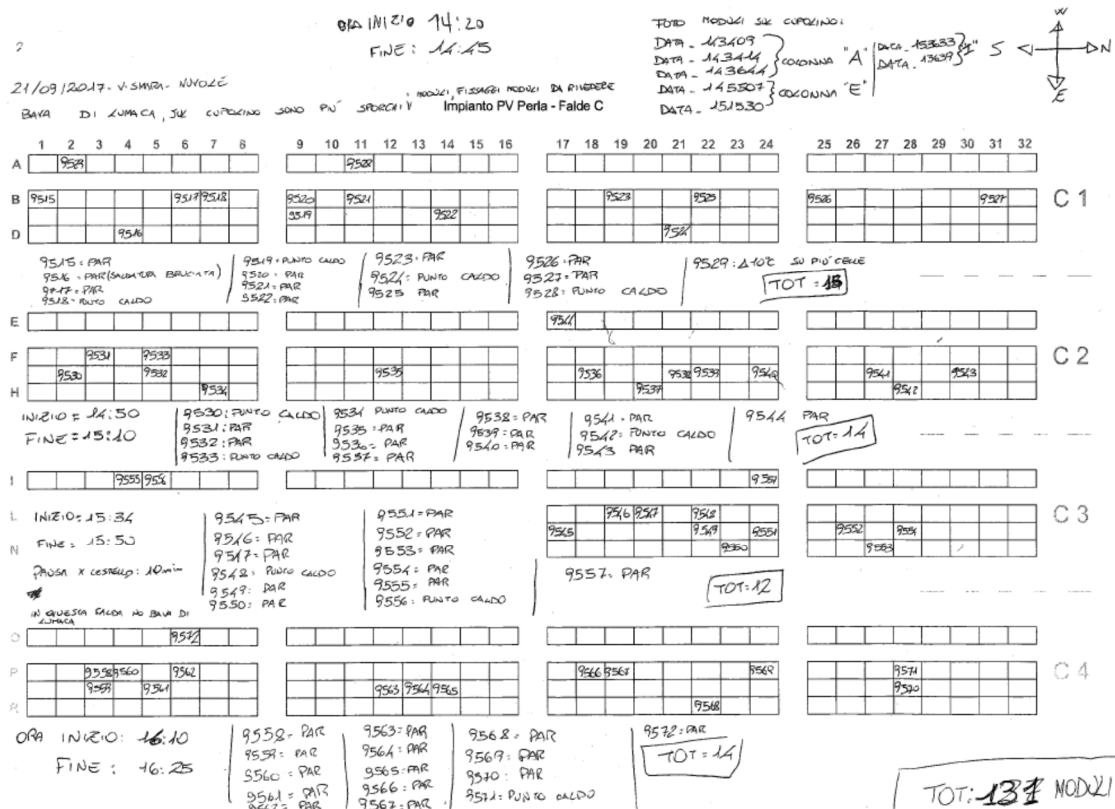 2
ORA INIZIO 14:20
FINE: 14:45
FOTO MODULI SUL CUPOLINO:
DATA - 143409
DATA - 143414
DATA - 143644
COLONNA "A"
DATA - 153633
DATA - 13639
"I"
DATA - 145507
DATA - 151530
COLONNA "E"
W
S N
E
21/09/2017 - V. SMARA - NUVOLE
MODULI, FISSAGGI MODULI DA RIVEDERE
BAVA DI LUMACA, SUL CUPOLINO SONO PIÙ SPORCHI
Impianto PV Perla - Falde C
1 2 3 4 5 6 7 8 9 10 11 12 13 14 15 16 17 18 19 20 21 22 23 24 25 26 27 28 29 30 31 32
A 9529 9528
B 9515 9517 9518 9520 9521 9523 9525 9526 9527 C 1
9519 9522
D 9516 9524
9515 = PAR
9516 = PAR (SALDATURA BRUCIATA)
9517 = PAR
9518 = PUNTO CALDO
9519 = PUNTO CALDO
9520 = PAR
9521 = PAR
9522 = PAR
9523 = PAR
9524 = PUNTO CALDO
9525 PAR
9526 = PAR
9527 = PAR
9528 = PUNTO CALDO
9529 : Δ10°C SU PIÙ CELLE
TOT = 15
E 9544
F 9531 9533 C 2
9530 9532 9535 9536 9538 9539 9540 9541 9543
H 9534 9537 9542
INIZIO = 14:50
FINE = 15:10
9530 : PUNTO CALDO
9531 : PAR
9532 : PAR
9533 : PUNTO CALDO
9534 PUNTO CALDO
9535 = PAR
9536 = PAR
9537 = PAR
9538 = PAR
9539 = PAR
9540 = PAR
9541 = PAR
9542 = PUNTO CALDO
9543 PAR
9544 PAR
TOT = 14
I 9555 9556 9557
L 9546 9547 9548 C 3
9545 9549 9551 9552 9554
N 9550 9553
INIZIO : 15:34
FINE : 15:50
PAUSA X CESTELLO : 10 min
IN QUESTA FALDA NO BAVA DI LUMACA
9545 = PAR
9546 = PAR
9547 = PAR
9548 = PUNTO CALDO
9549 = PAR
9550 : PAR
9551 = PAR
9552 = PAR
9553 = PAR
9554 = PAR
9555 = PAR
9556 : PUNTO CALDO
9557 = PAR
TOT = 12
O 9572
P 9558 9560 9562 9566 9567 9569 9571 C 4
9559 9561 9563 9564 9565 9570
R 9568
ORA INIZIO : 16:10
FINE : 16:25
9558 = PAR
9559 = PAR
9560 = PAR
9561 = PAR
9562 = PAR
9563 = PAR
9564 = PAR
9565 = PAR
9566 = PAR
9567 = PAR
9568 = PAR
9569 = PAR
9570 : PAR
9571 = PUNTO CALDO
9572 = PAR
TOT = 14
TOT: 137 MODULI